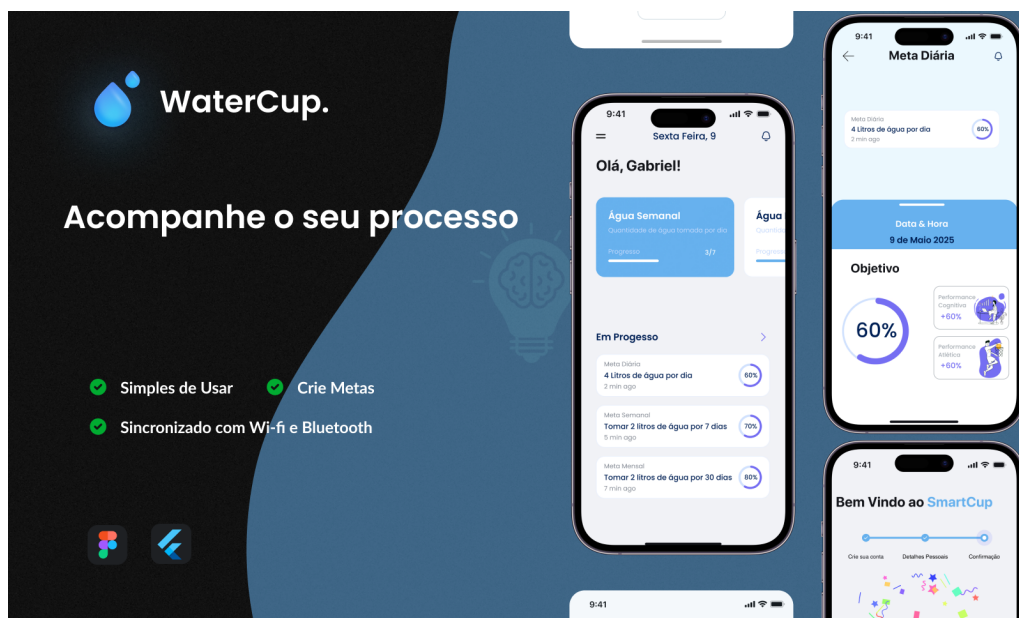 WaterCup.
Acompanhe o seu processo
Simples de Usar
Crie Metas
Sincronizado com Wi-fi e Bluetooth
9:41
Sexta Feira, 9
Olá, Gabriel!
Água Semanal
Quantidade de água tomada por dia
Progresso
3/7
Água
Quantida
Progresso
Em Progesso
Meta Diária
4 Litros de água por dia
2 min ago
60%
Meta Semanal
Tomar 2 litros de água por 7 dias
5 min ago
70%
Meta Mensal
Tomar 2 litros de água por 30 dias
7 min ago
80%
9:41
9:41
Meta Diária
Meta Diária
4 Litros de água por dia
2 min ago
60%
Data & Hora
9 de Maio 2025
Objetivo
60%
Performance
Cognitivo
+60%
Performance
Atlética
+60%
9:41
Bem Vindo ao SmartCup
Crie sua conta
Detalhes Pessoais
Confirmação